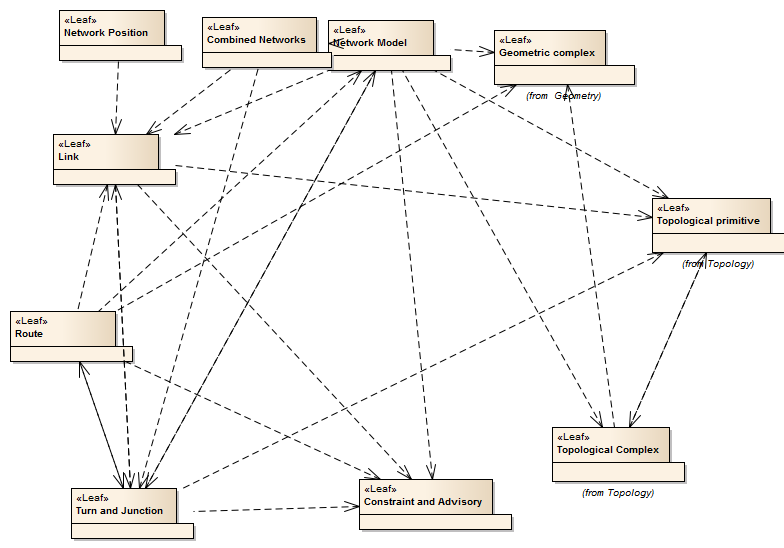 «Leaf»
Network Position
«Leaf»
Combined Networks
«Leaf»
Network Model
«Leaf»
Geometric complex
(from Geometry)
«Leaf»
Link
«Leaf»
Topological primitive
(from Topology)
«Leaf»
Route
«Leaf»
Topological Complex
(from Topology)
«Leaf»
Turn and Junction
«Leaf»
Constraint and Advisory